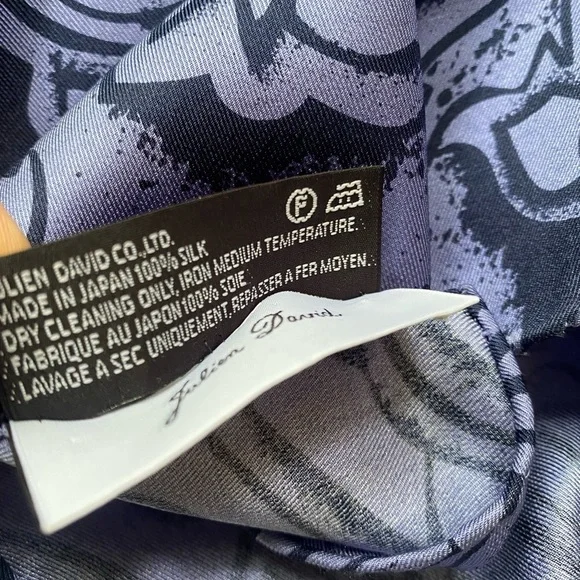 F
JULIEN DAVID CO.,LTD.
MADE IN JAPAN 100% SILK
DRY CLEANING ONLY, IRON MEDIUM TEMPERATURE.
FABRIQUE AU JAPON 100% SOIE
LAVAGE A SEC UNIQUEMENT, REPASSER A FER MOYEN.
Julien David